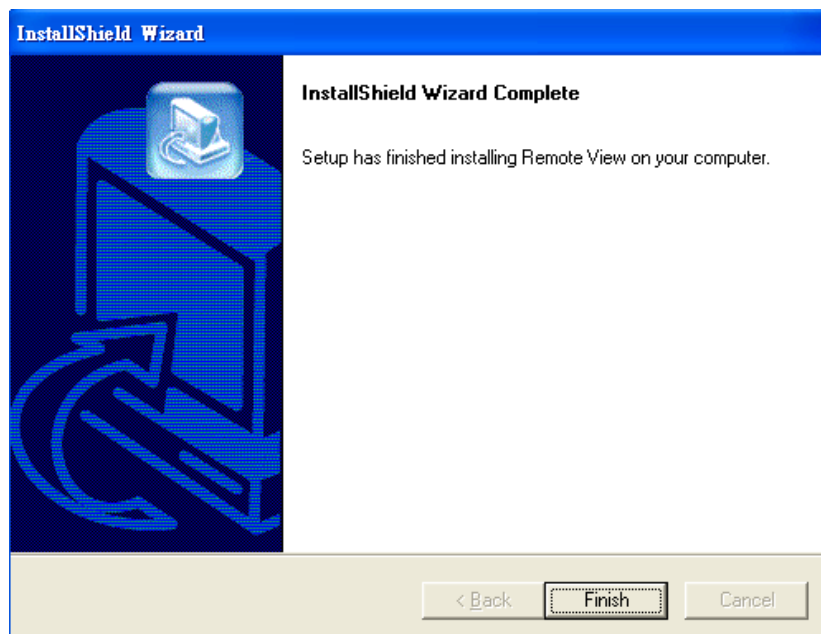 InstallShield Wizard
InstallShield Wizard Complete
Setup has finished installing Remote View on your computer.
< Back
Finish
Cancel